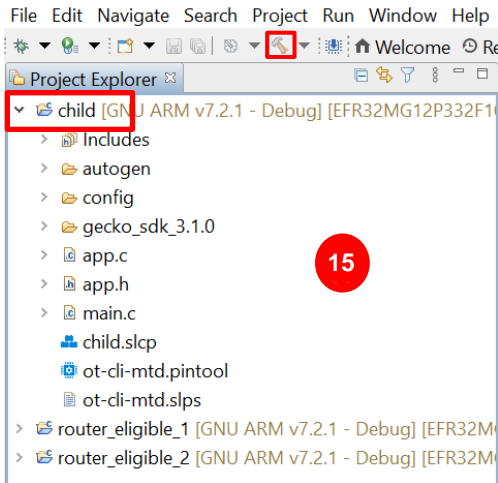 File Edit Navigate Search Project Run Window Help
Welcome Re
Project Explorer
child [GNU ARM v7.2.1 - Debug] [EFR32MG12P332F1
Includes
autogen
config
gecko_sdk_3.1.0
app.c
15
app.h
main.c
child.slcp
ot-cli-mtd.pintool
ot-cli-mtd.slps
router_eligible_1 [GNU ARM v7.2.1 - Debug] [EFR32M
router_eligible_2 [GNU ARM v7.2.1 - Debug] [EFR32M